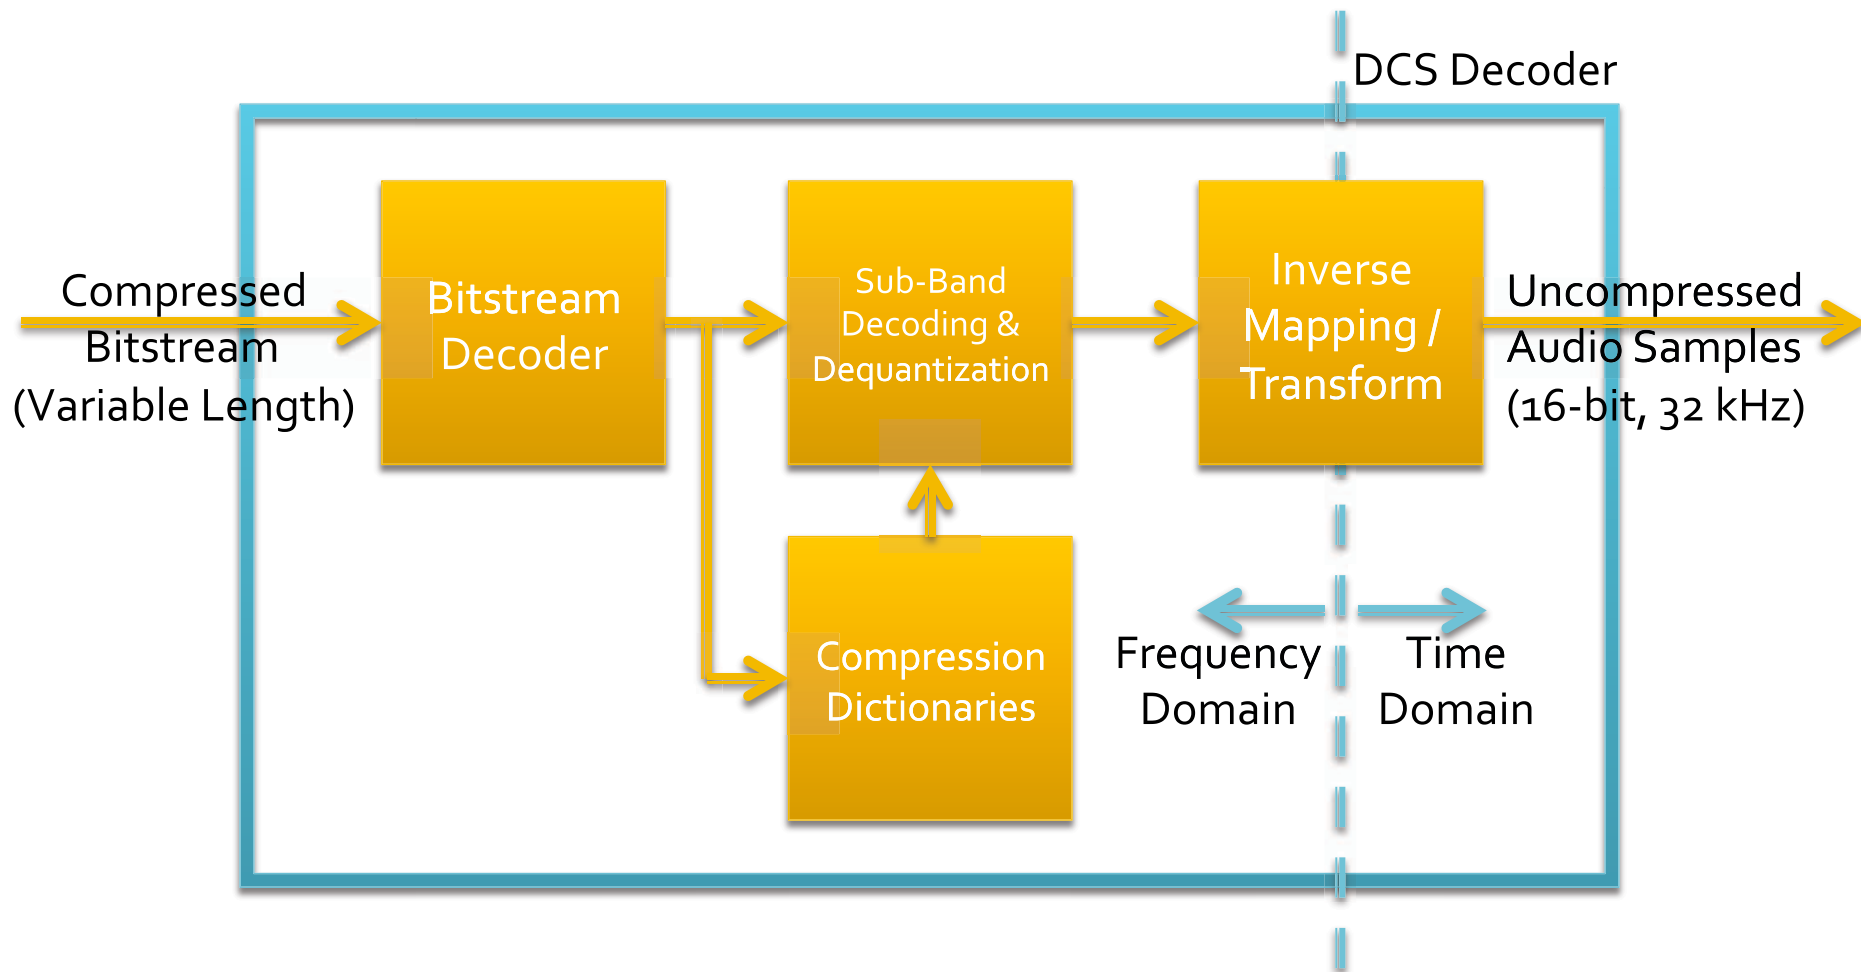 DCS Decoder
Compressed
Bitstream
(Variable Length)
Bitstream
Decoder
Sub-Band
Decoding &
Dequantization
Inverse
Mapping /
Transform
Uncompressed
Audio Samples
(16-bit, 32 kHz)
Compression
Dictionaries
Frequency
Domain
Time
Domain